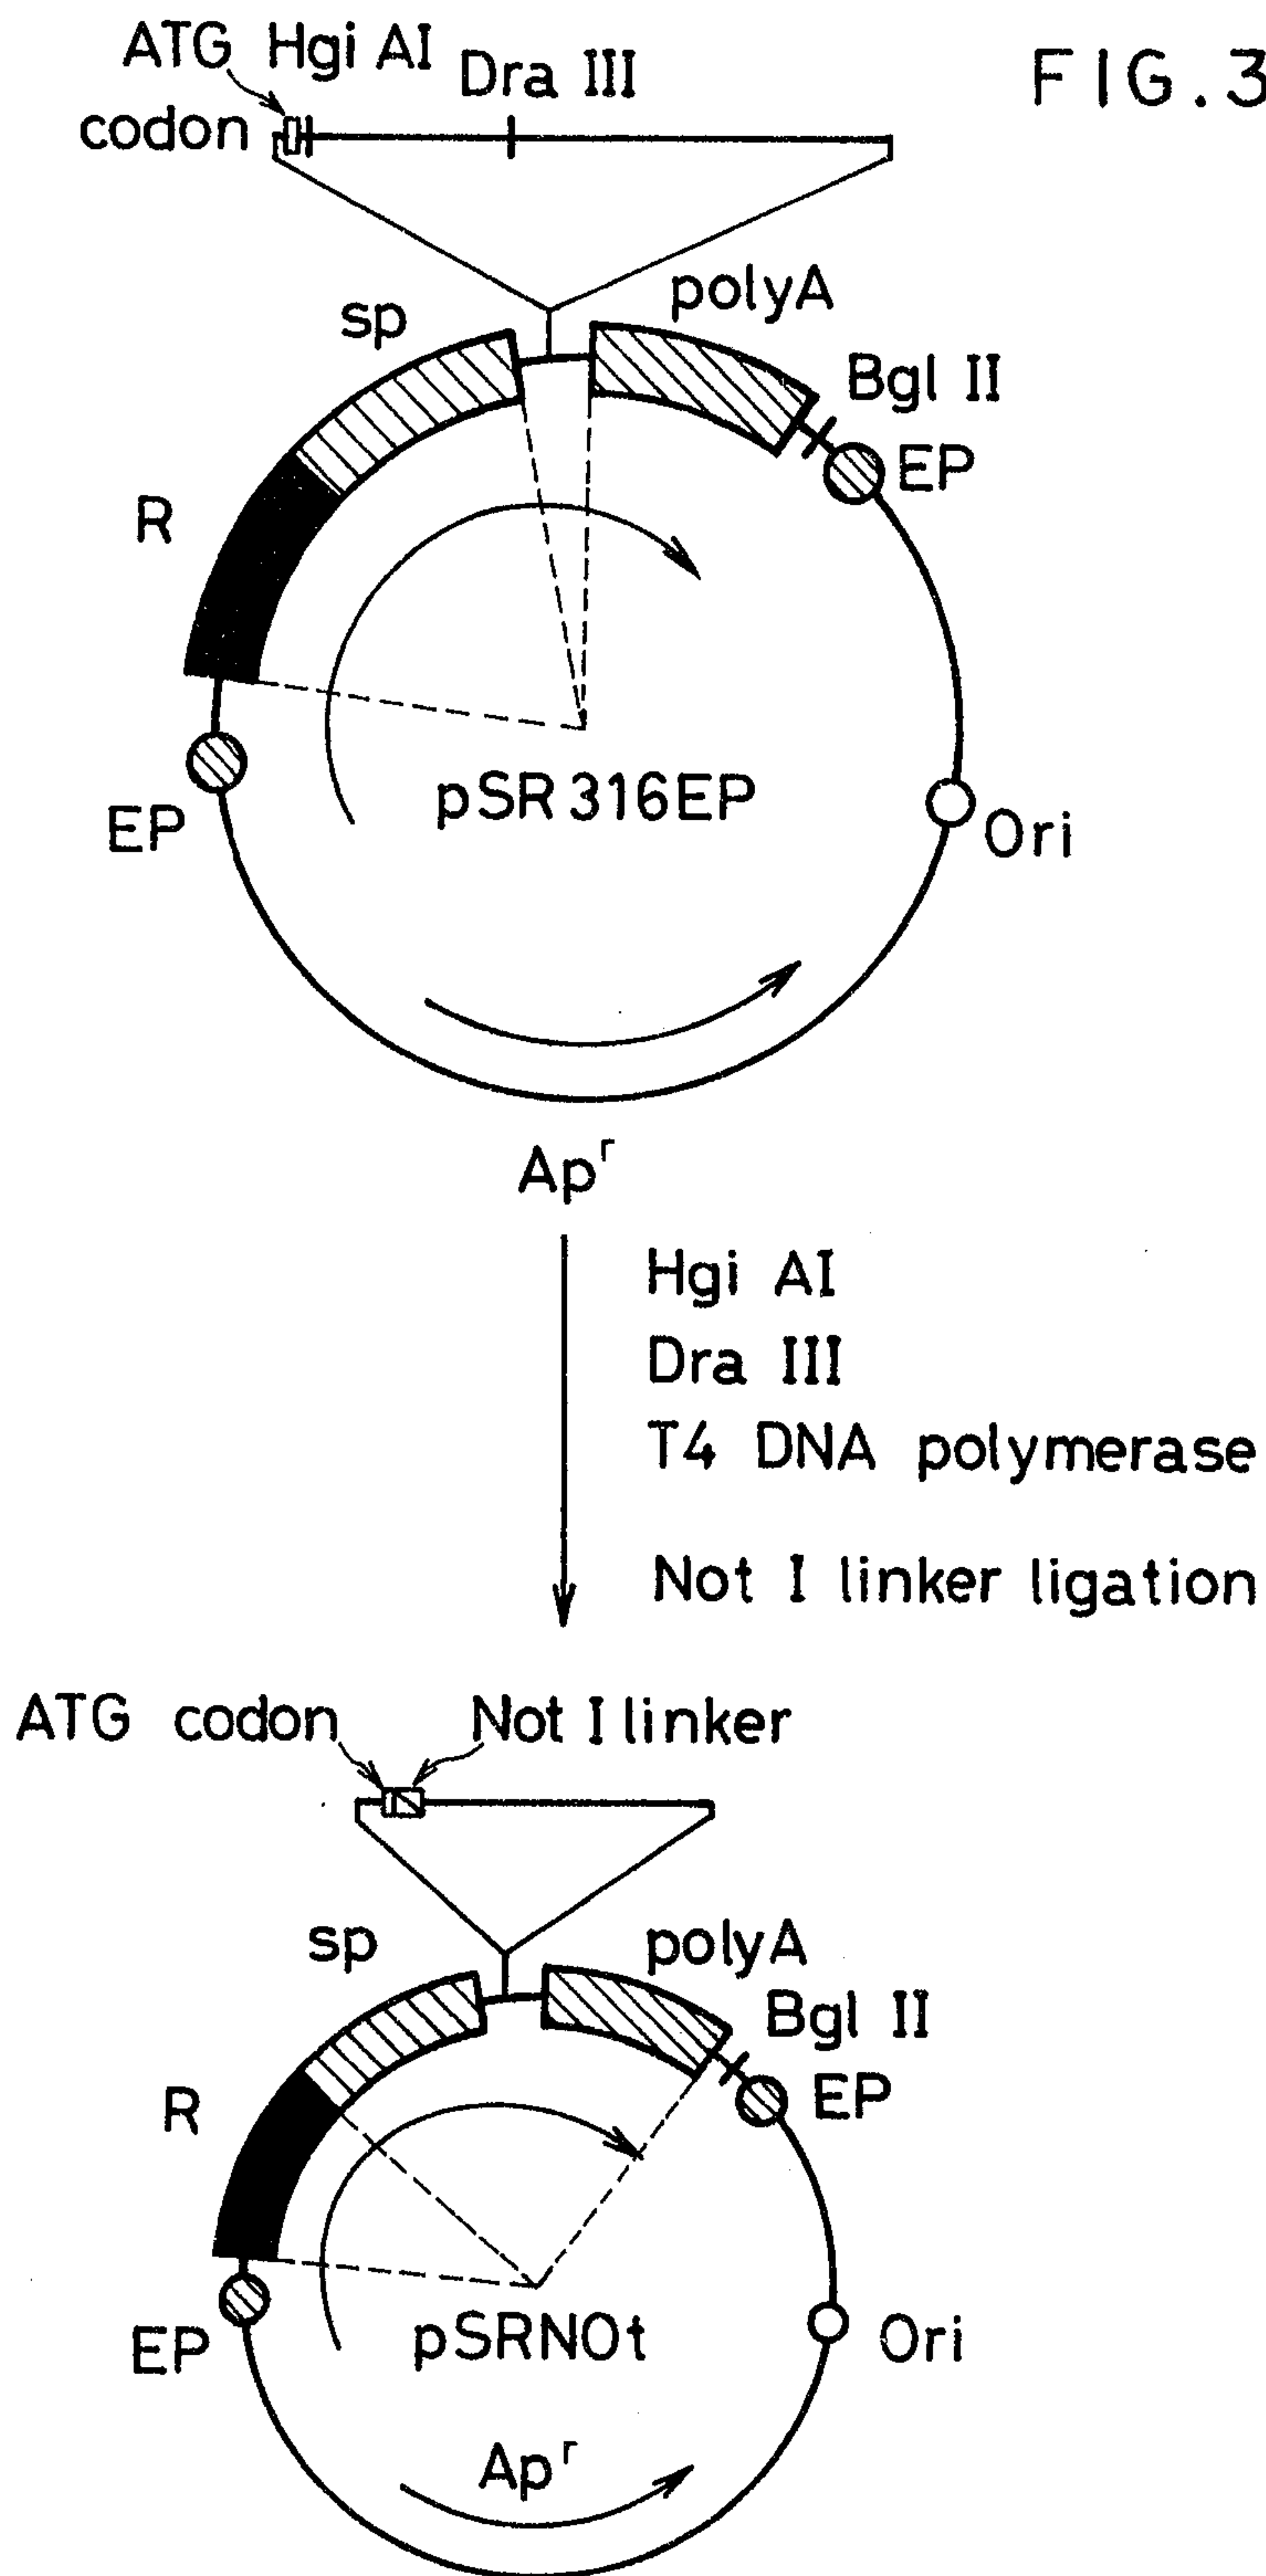 FIG.3
ATG Hgi AI Dra III
codon
sp
polyA
Bgl II
EP
R
pSR316EP
EP
Ori
Apʳ
Hgi AI
Dra III
T4 DNA polymerase
Not I linker ligation
ATG codon Not I linker
sp
polyA
Bgl II
EP
R
pSRNOt
EP
Ori
Apʳ